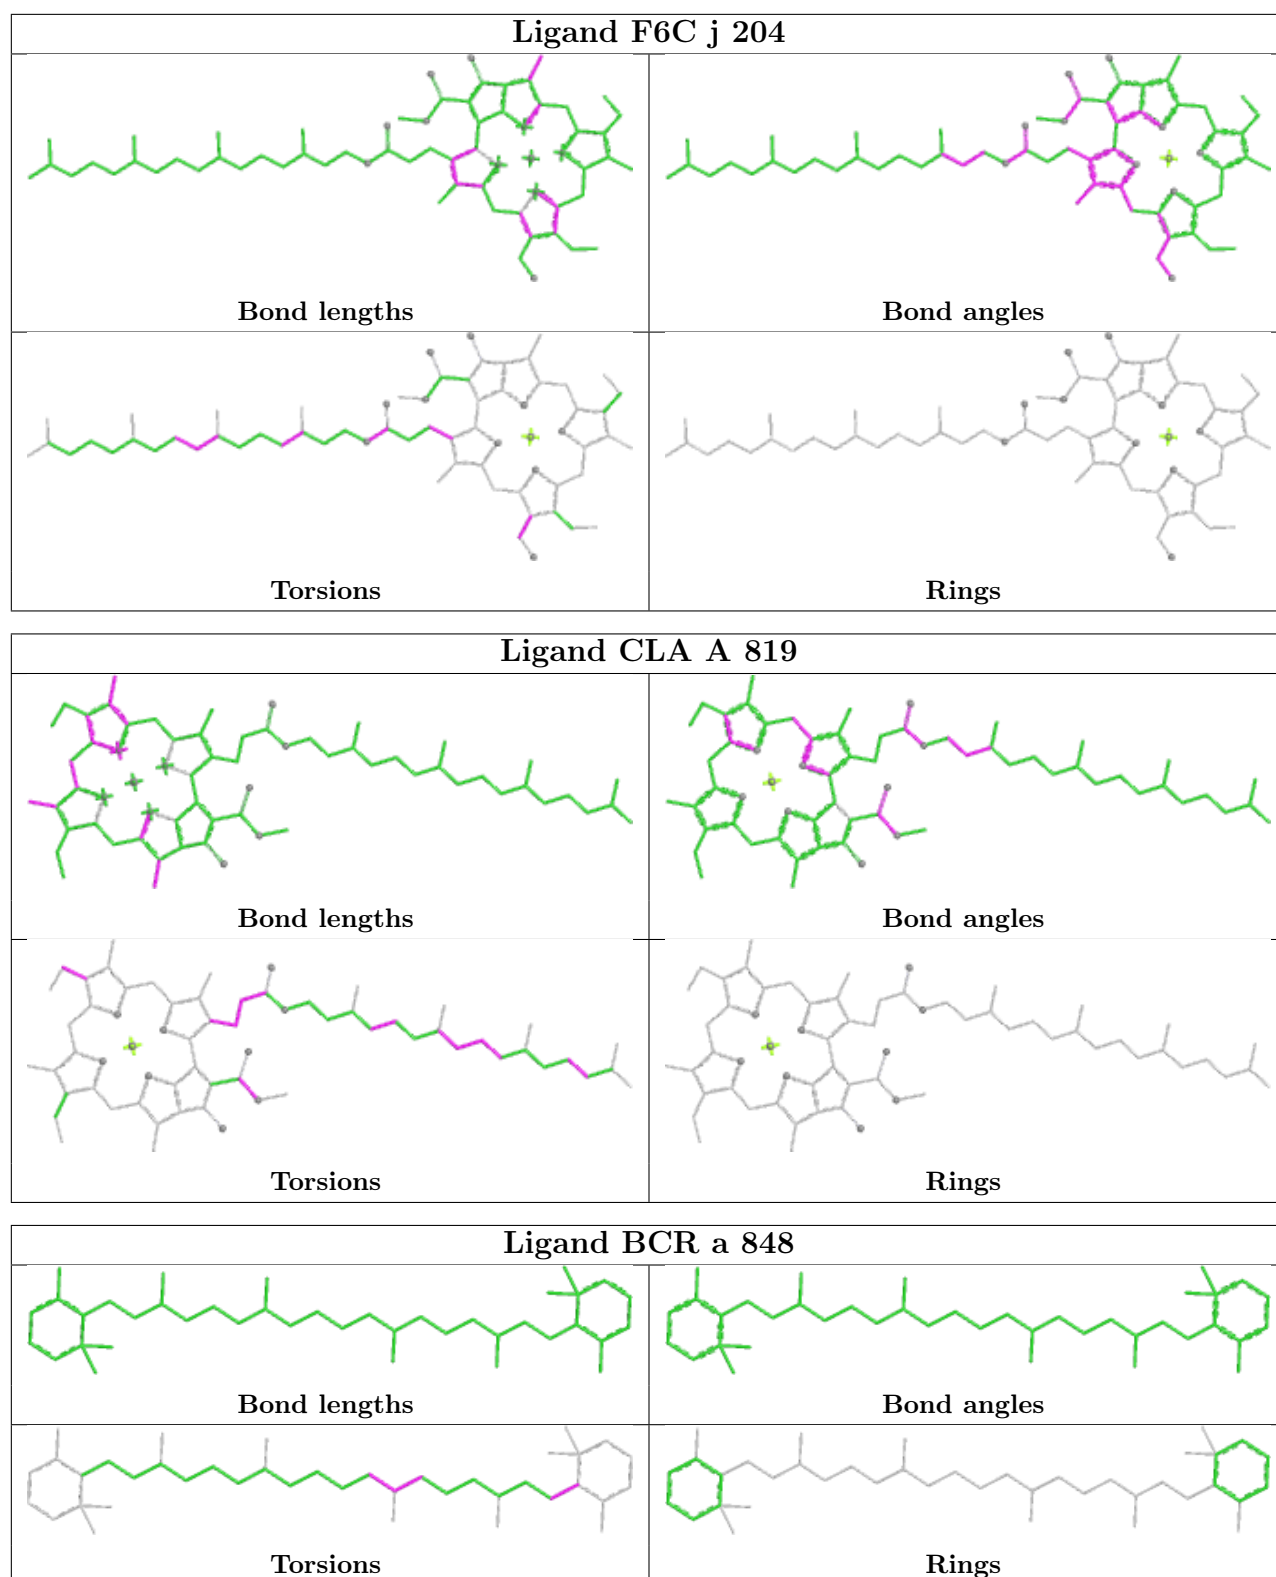 Ligand F6C j 204
Bond lengths
Bond angles
Torsions
Rings
Ligand CLA A 819
Bond lengths
Bond angles
Torsions
Rings
Ligand BCR a 848
Bond lengths
Bond angles
Torsions
Rings